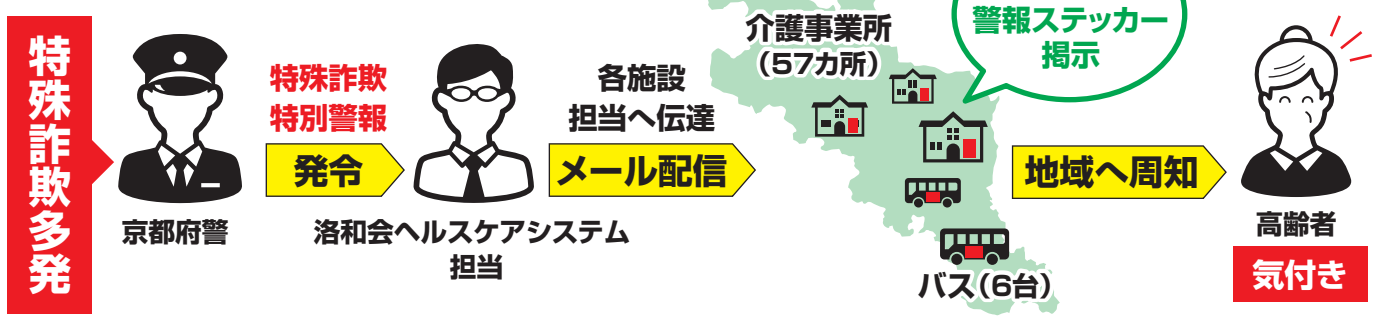 特殊詐欺多発
京都府警
特殊詐欺
特別警報
発令
洛和会ヘルスケアシステム
担当
各施設
担当へ伝達
メール配信
介護事業所
(57カ所)
警報ステッカー
掲示
バス(6台)
地域へ周知
高齢者
気付き